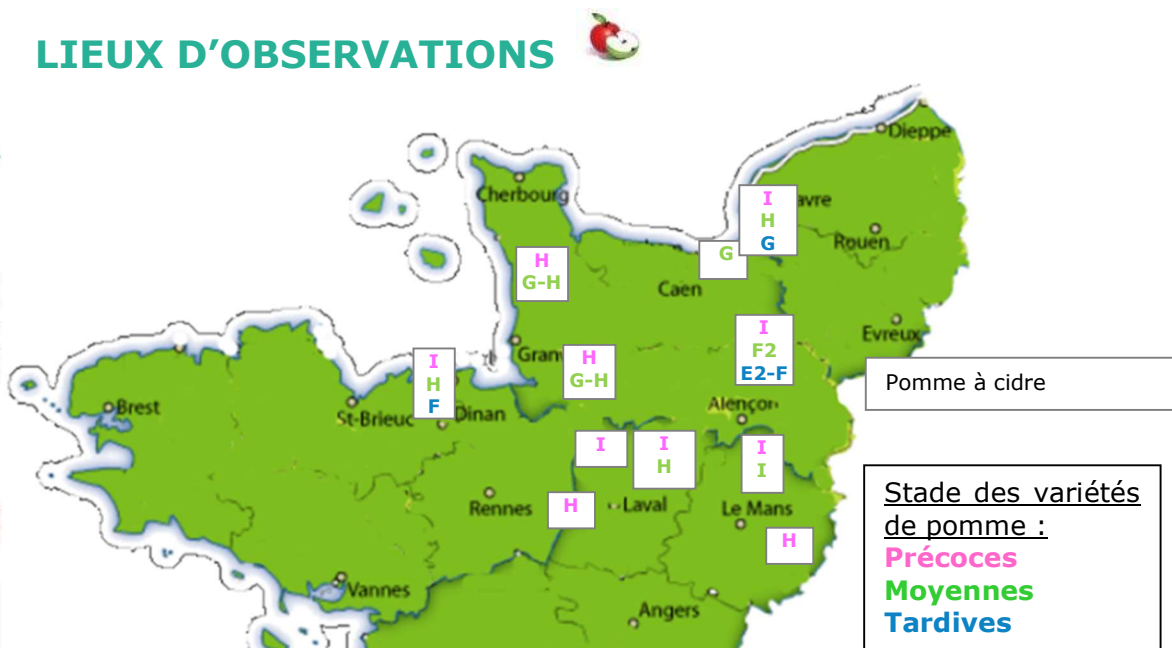 LIEUX D'OBSERVATIONS
Dieppe
Cherbourg
I
avre
H
G
Rouen
G
H
G-H
Caen
I
F2
E2-F
Evreux
Gran
H
G-H
I
H
F
Pomme à cidre
Brest
St-Brieuc
Dinan
Alençon
I
I
H
I
I
Rennes
H
Laval
Le Mans
H
Stade des variétés
de pomme :
Précoces
Moyennes
Tardives
Vannes
Angers